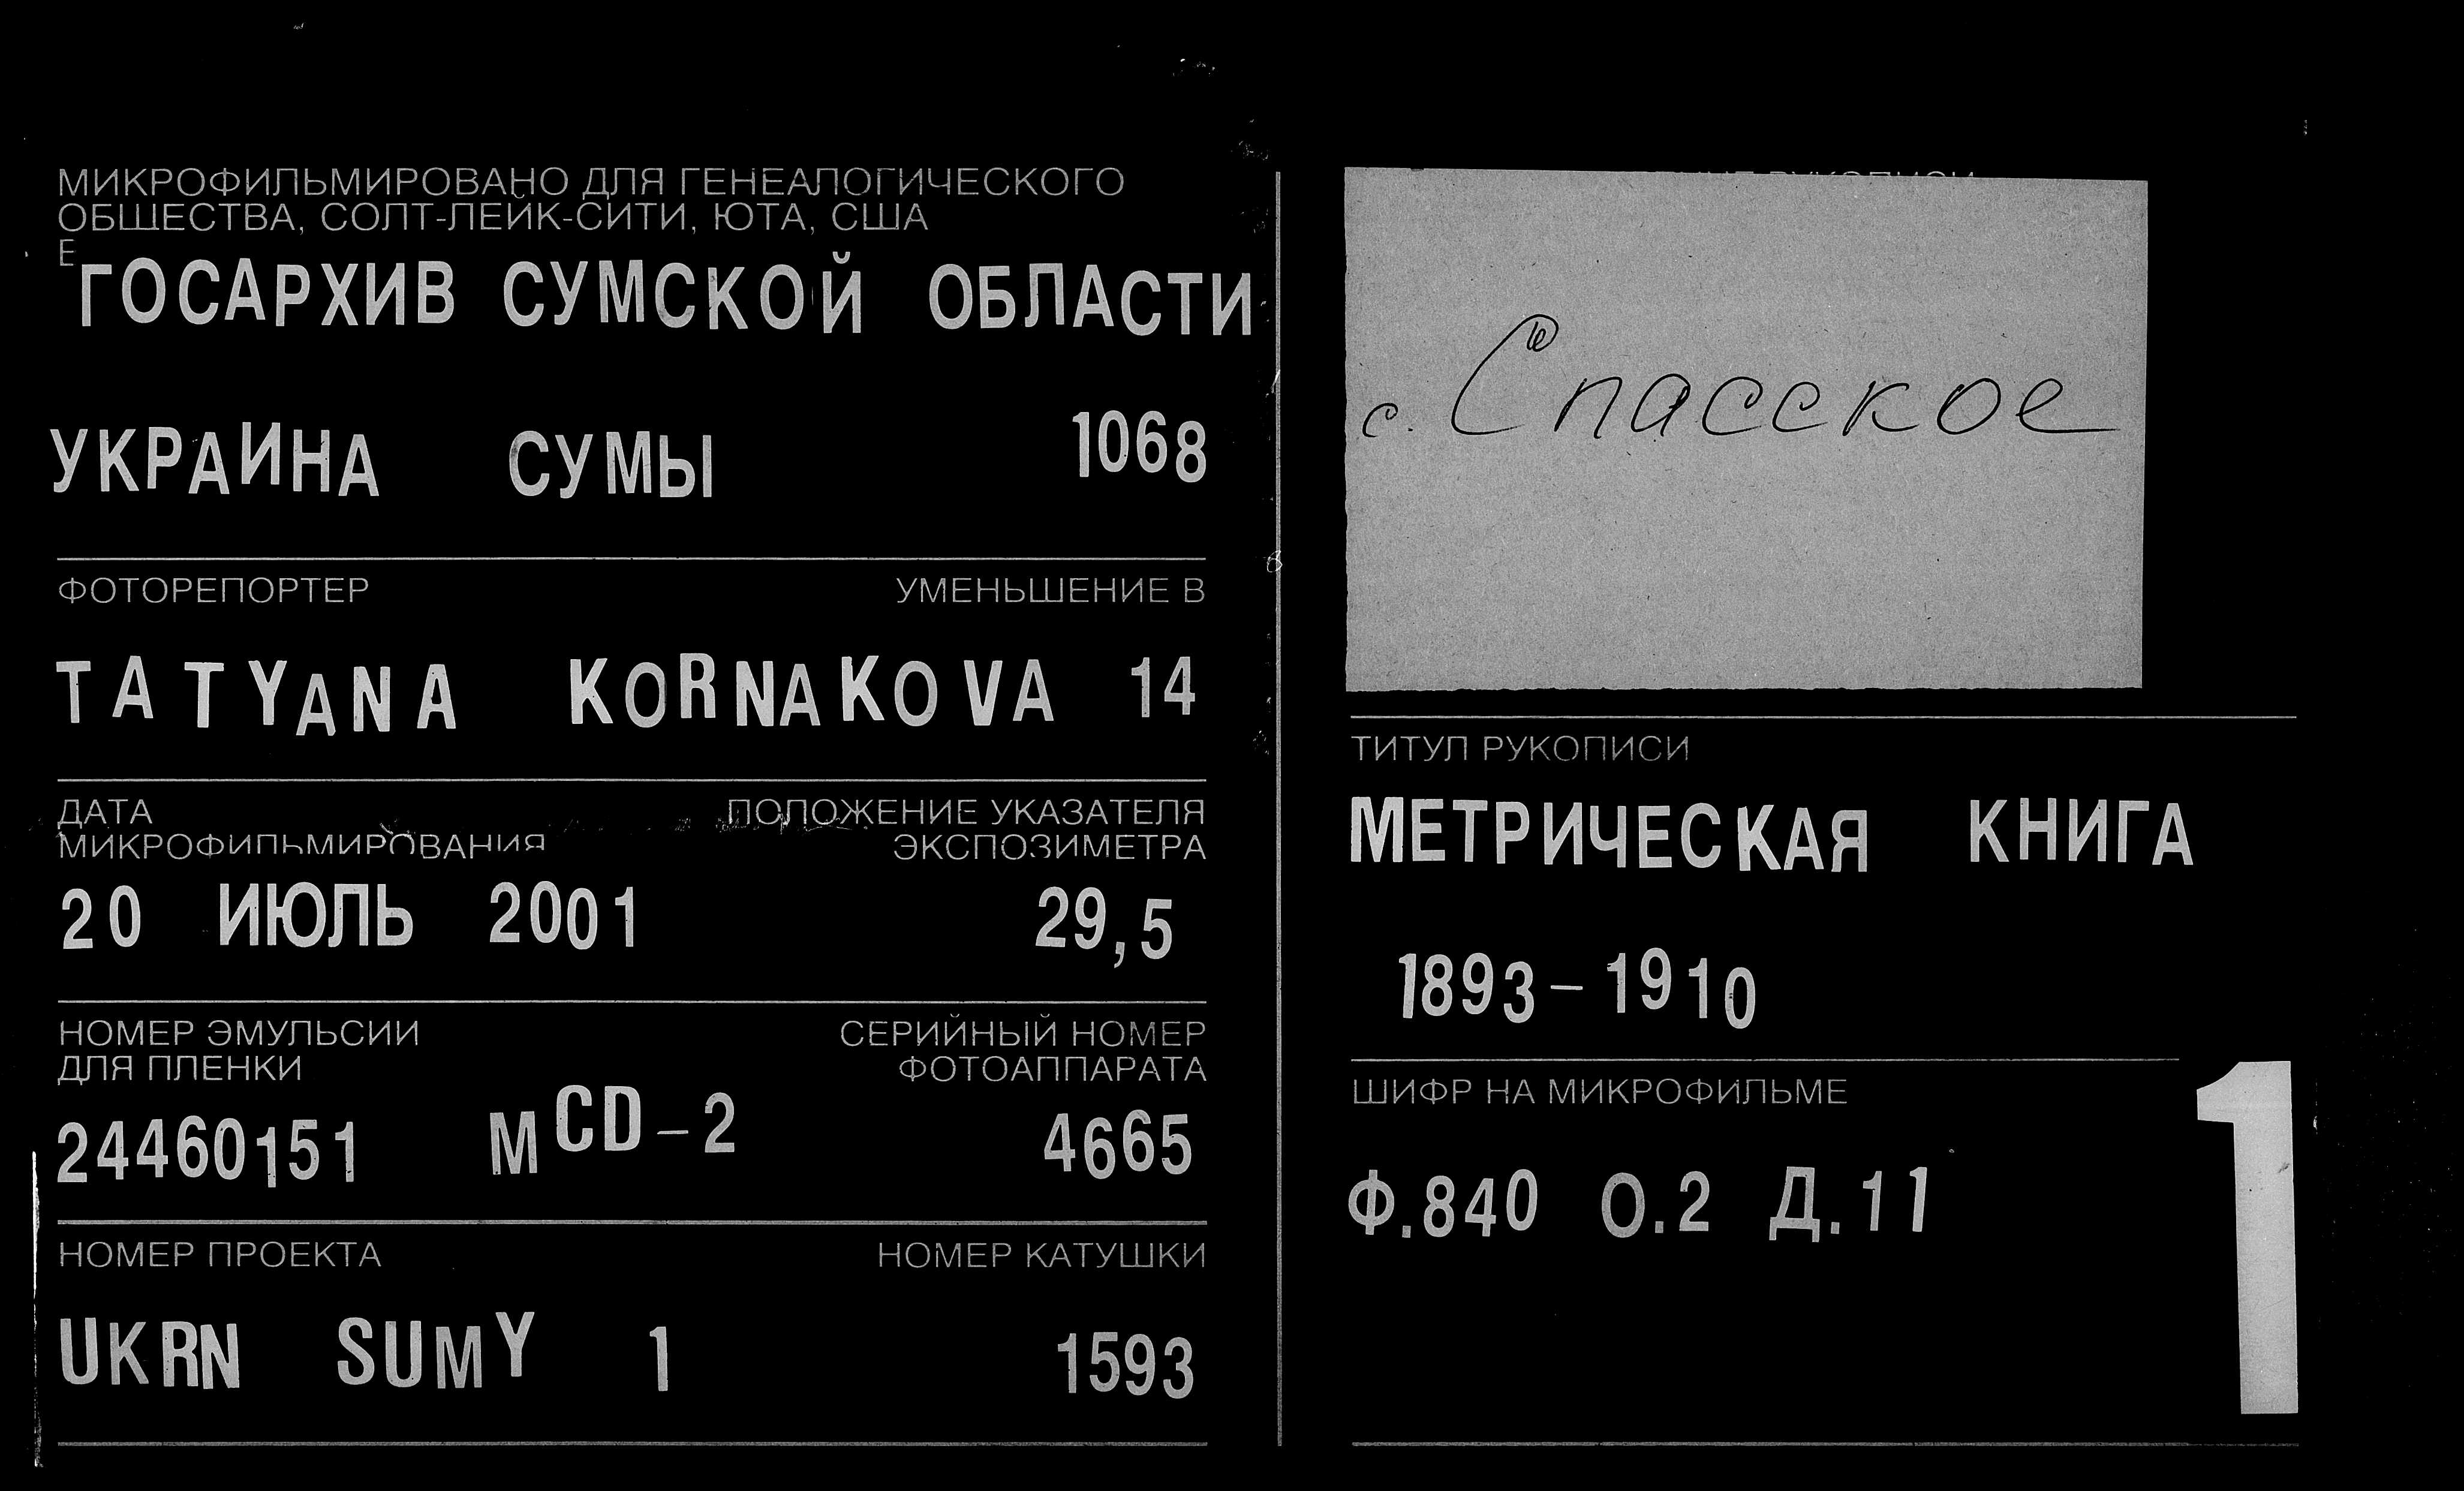 МИКРОФИЛЬМИРОВАНО ДЛЯ ГЕНЕАЛОГИЧЕСКОГО
ОБЩЕСТВА, СОЛТ-ЛЕЙК-СИТИ, ЮТА, США
Е
ГОСАРХИВ СУМСКОЙ ОБЛАСТИ
УКРАИНА СУМЫ 1068
ФОТОРЕПОРТЕР УМЕНЬШЕНИЕ В
TATYANA KORNAKOVA 14
ДАТА ПОЛОЖЕНИЕ УКАЗАТЕЛЯ
МИКРОФИЛЬМИРОВАНИЯ ЭКСПОЗИМЕТРА
20 ИЮЛЬ 2001 29,5
НОМЕР ЭМУЛЬСИИ СЕРИЙНЫЙ НОМЕР
ДЛЯ ПЛЕНКИ ФОТОАППАРАТА
24460151 MCD-2 4665
НОМЕР ПРОЕКТА НОМЕР КАТУШКИ
UKRN SUMY 1 1593
с. Спасское
ТИТУЛ РУКОПИСИ
МЕТРИЧЕСКАЯ КНИГА
1893-1910
ШИФР НА МИКРОФИЛЬМЕ
Ф.840 О.2 Д.11
1